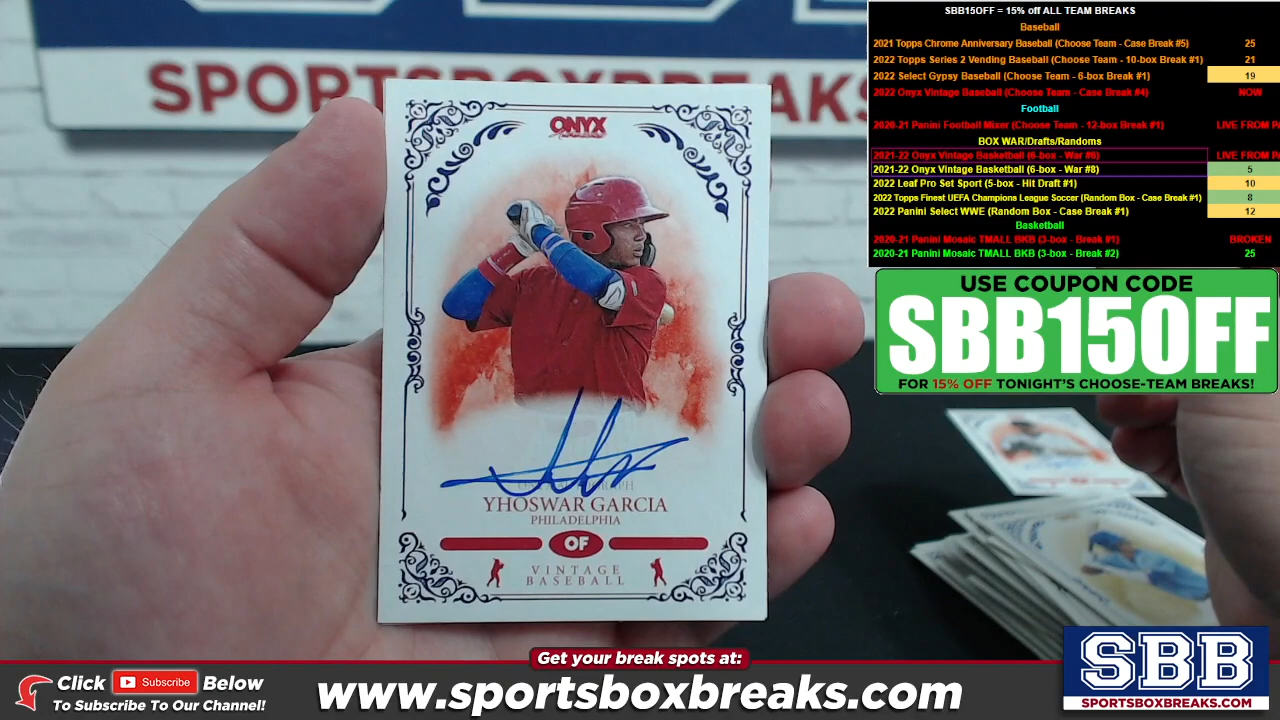 SPORTSBOXBREAKS
ONYX
YHOSWAR GARCIA
PHILADELPHIA
OF
VINTAGE
BASEBALL
SBB15OFF = 15% off ALL TEAM BREAKS
Baseball
2021 Topps Chrome Anniversary Baseball (Choose Team - Case Break #5) 25
2022 Topps Series 2 Vending Baseball (Choose Team - 10-box Break #1) 21
2022 Select Gypsy Baseball (Choose Team - 6-box Break #1) 19
2022 Onyx Vintage Baseball (Choose Team - Case Break #4) NOW
Football
2020-21 Panini Football Mixer (Choose Team - 12-box Break #1) LIVE FROM P
BOX WAR/Drafts/Randoms
2021-22 Onyx Vintage Basketball (6-box - War #6) LIVE FROM P
2021-22 Onyx Vintage Basketball (6-box - War #8) 5
2022 Leaf Pro Set Sport (5-box - Hit Draft #1) 10
2022 Topps Finest UEFA Champions League Soccer (Random Box - Case Break #1) 8
2022 Panini Select WWE (Random Box - Case Break #1) 12
Basketball
2020-21 Panini Mosaic TMALL BKB (3-box - Break #1) BROKEN
2020-21 Panini Mosaic TMALL BKB (3-box - Break #2) 25
USE COUPON CODE
SBB15OFF
FOR 15% OFF TONIGHT'S CHOOSE-TEAM BREAKS!
Get your break spots at:
Click Subscribe Below
To Subscribe To Our Channel!
www.sportsboxbreaks.com
SBB
SPORTSBOXBREAKS.COM